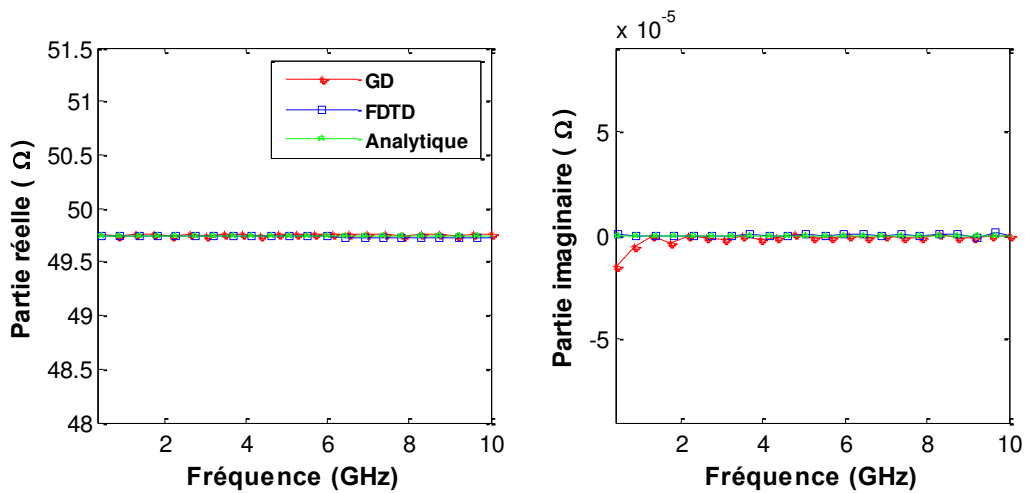 51.5
51
50.5
50
49.5
49
48.5
48
2
4
6
8
10
Partie réelle ( Ω)
Fréquence (GHz)
GD
FDTD
Analytique
x 10-5
5
0
-5
2
4
6
8
10
Partie imaginaire ( Ω)
Fréquence (GHz)